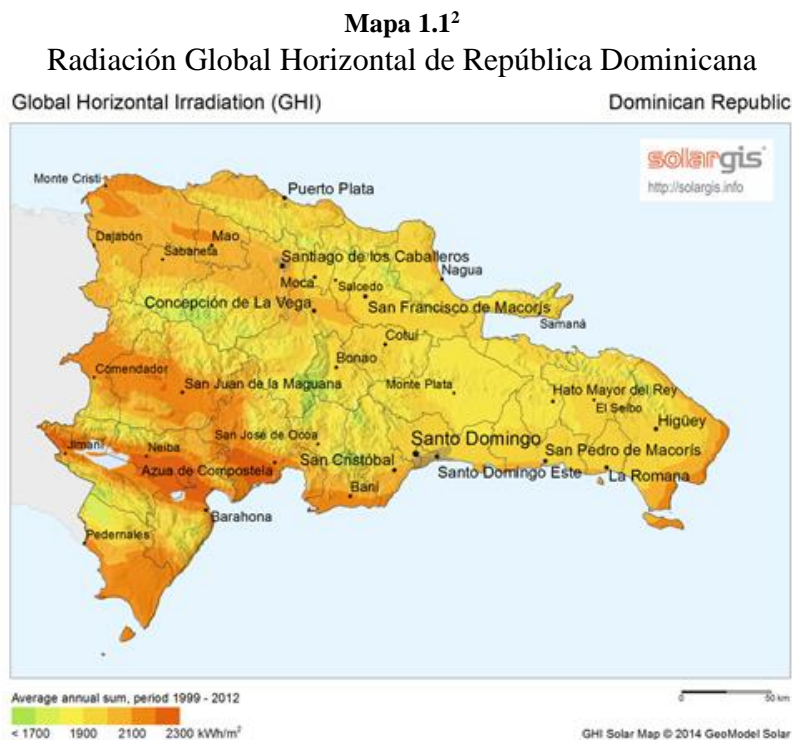 Mapa 1.1²
Radiación Global Horizontal de República Dominicana
Global Horizontal Irradiation (GHI) Dominican Republic
solargis
http://solargis.info
Monte Cristi
Puerto Plata
Dajabón
Mao
Sabaneta
Santiago de los Caballeros
Nagua
Moca
Salcedo
Concepción de La Vega
San Francisco de Macorís
Samaná
Cotuí
Bonao
Comendador
San Juan de la Maguana
Monte Plata
Hato Mayor del Rey
El Seibo
Higüey
San José de Ocoa
Santo Domingo
Jimaní
Neiba
San Pedro de Macorís
Azua de Compostela
San Cristóbal
Santo Domingo Este
La Romana
Baní
Barahona
Pedernales
Average annual sum, period 1999 - 2012
50 km
< 1700 1900 2100 2300 kWh/m²
GHI Solar Map © 2014 GeoModel Solar